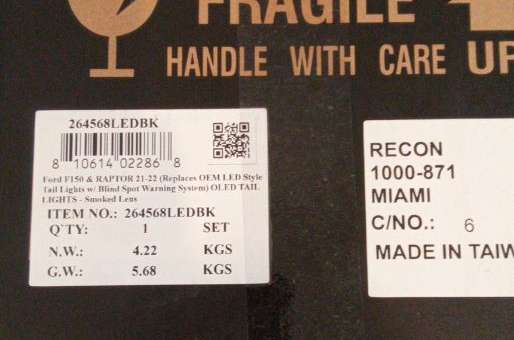 FRAGILE
HANDLE WITH CARE UP
264568LEDBK
8 10614 02286 8
Ford F150 & RAPTOR 21-22 (Replaces OEM LED Style
Tail Lights w/ Blind Spot Warning System) OLED TAIL
LIGHTS - Smoked Lens
ITEM NO.: 264568LEDBK
Q'TY: 1 SET
N.W.: 4.22 KGS
G.W.: 5.68 KGS
RECON
1000-871
MIAMI
C/NO.: 6
MADE IN TAIW